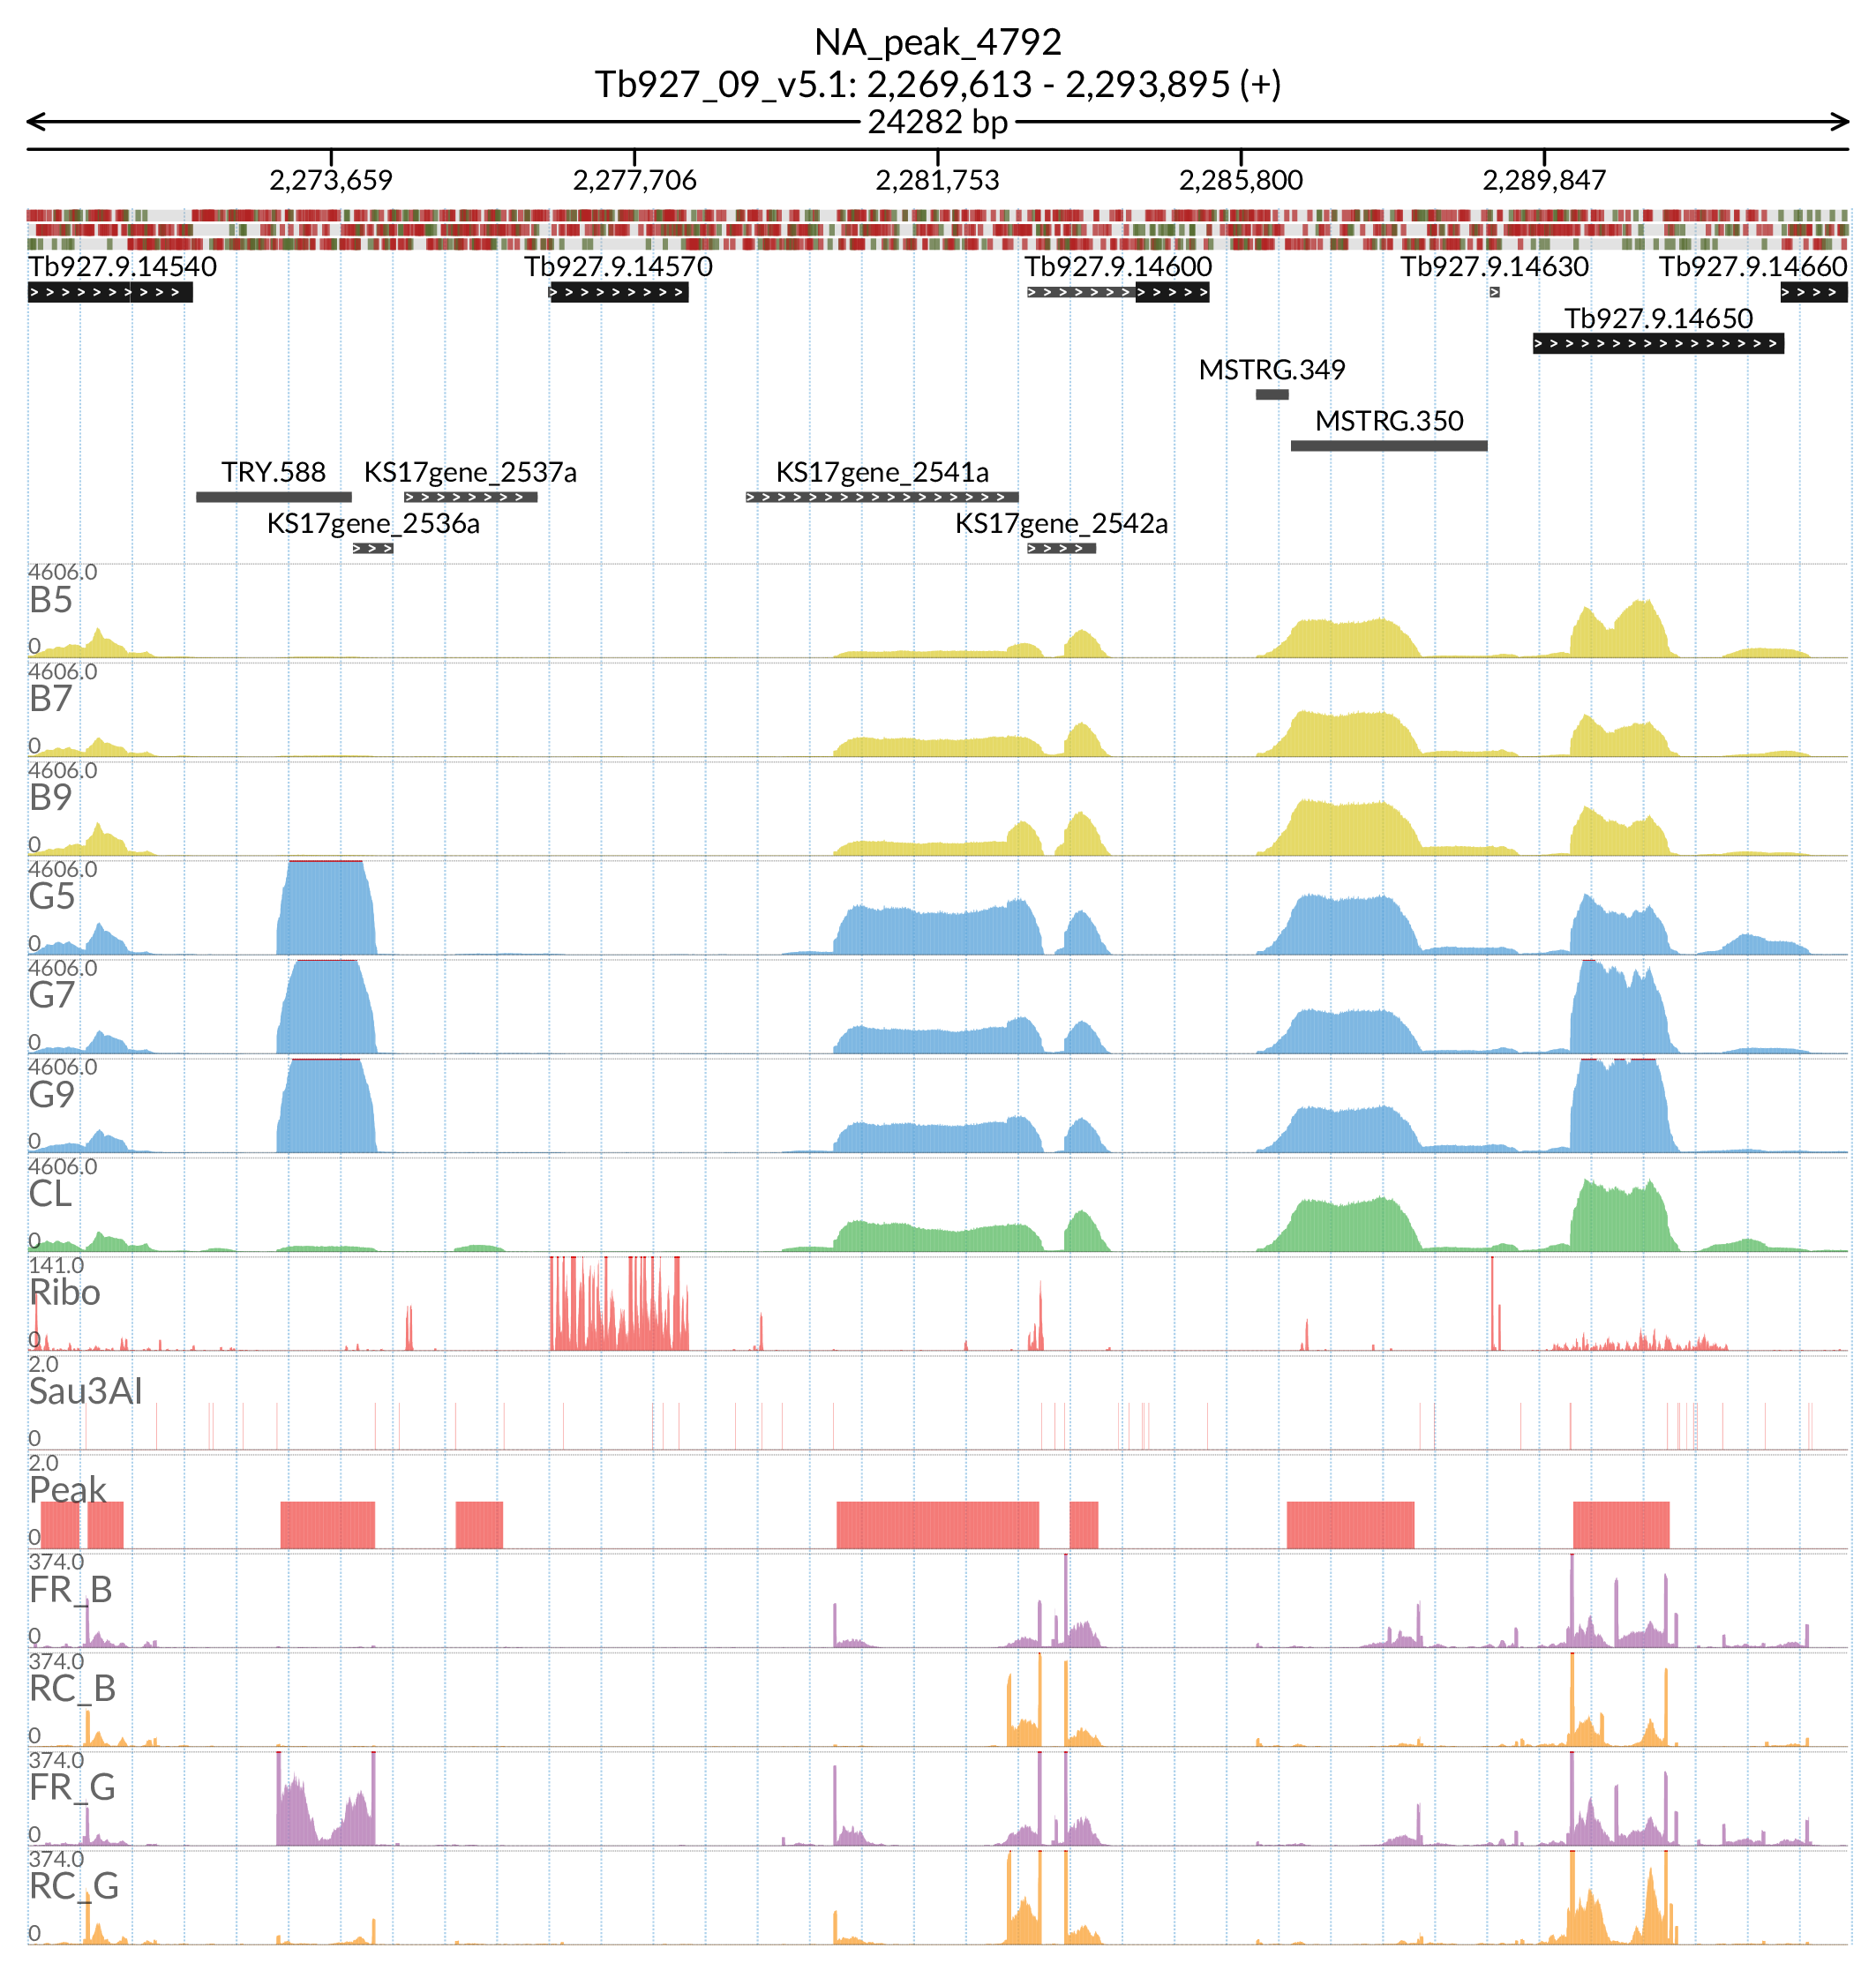 NA_peak_4792
Tb927_09_v5.1: 2,269,613 - 2,293,895 (+)
24282 bp
2,273,659 2,277,706 2,281,753 2,285,800 2,289,847
Tb927.9.14540 Tb927.9.14570 Tb927.9.14600 Tb927.9.14630 Tb927.9.14660
Tb927.9.14650
MSTRG.349
MSTRG.350
TRY.588 KS17gene_2537a KS17gene_2541a
KS17gene_2536a KS17gene_2542a
4606.0
B5
0
4606.0
B7
0
4606.0
B9
0
4606.0
G5
0
4606.0
G7
0
4606.0
G9
0
4606.0
CL
0
141.0
Ribo
0
2.0
Sau3AI
0
2.0
Peak
0
374.0
FR_B
0
374.0
RC_B
0
374.0
FR_G
0
374.0
RC_G
0